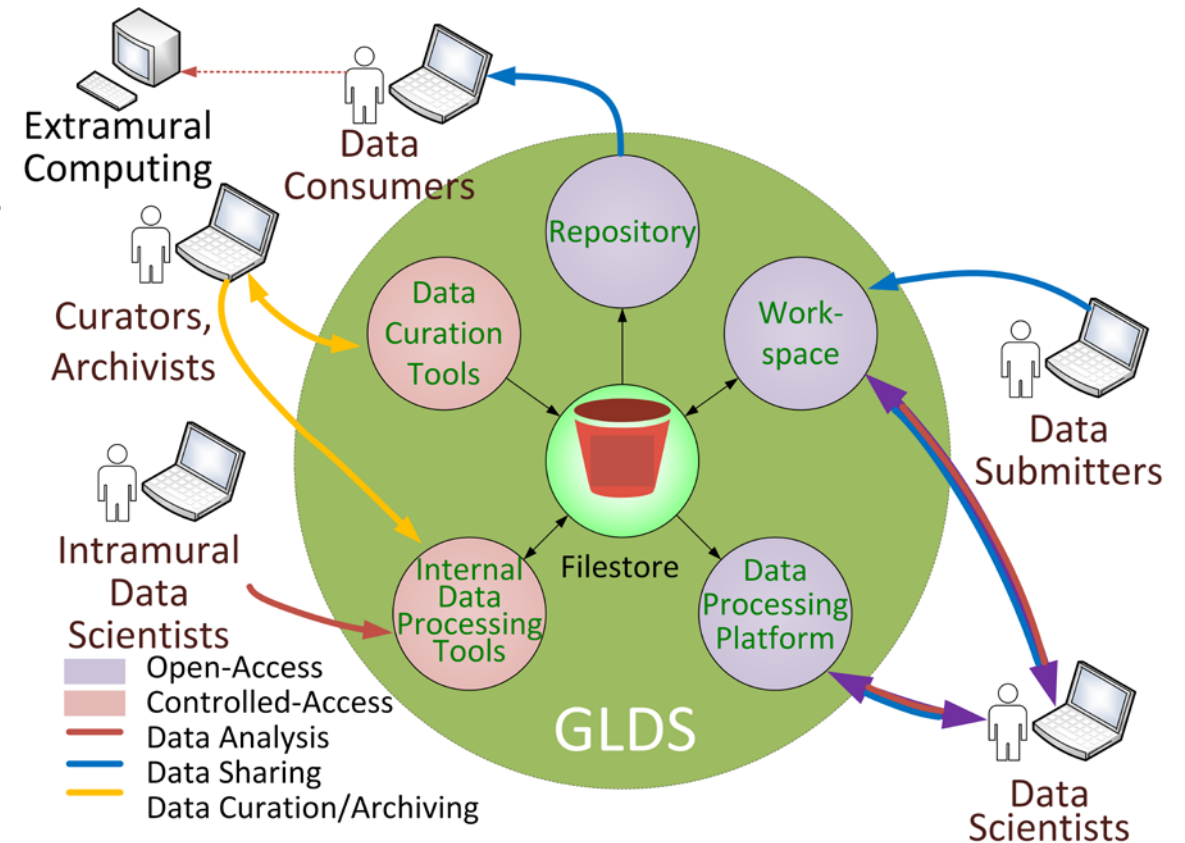 Extramural
Computing
Data
Consumers
Repository
Curators,
Archivists
Data
Curation
Tools
Work-
space
Data
Submitters
Intramural
Data
Scientists
Internal
Data
Processing
Tools
Filestore
Data
Processing
Platform
GLDS
Data
Scientists
Open-Access
Controlled-Access
Data Analysis
Data Sharing
Data Curation/Archiving